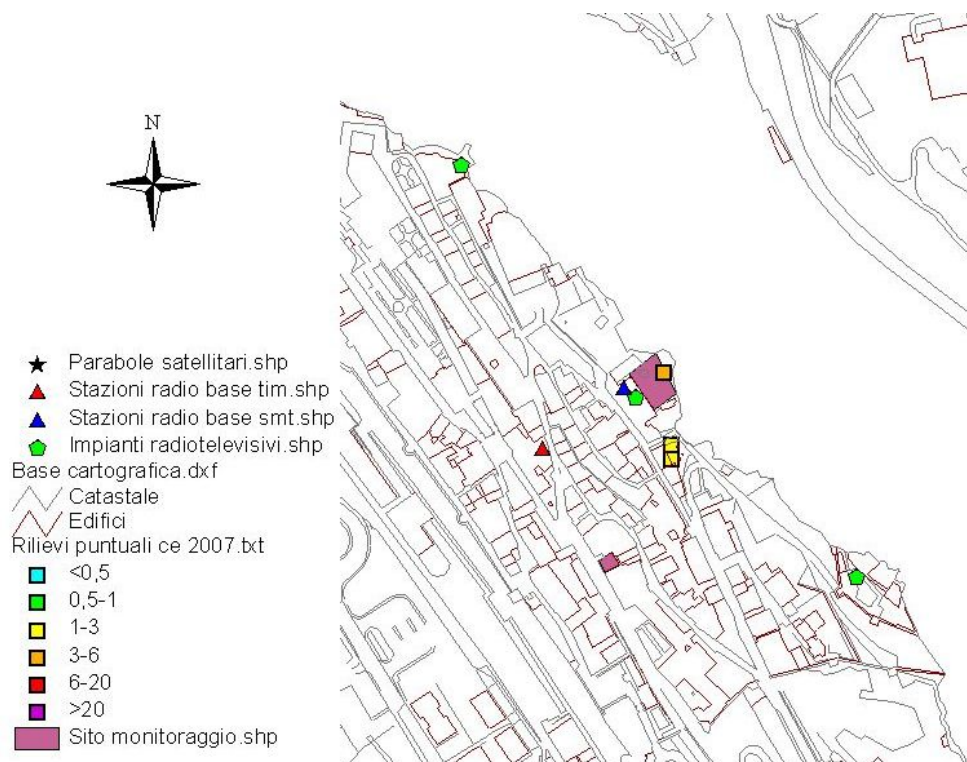 N
Parabole satellitari.shp
Stazioni radio base tim.shp
Stazioni radio base smt.shp
Impianti radiotelevisivi.shp
Base cartografica.dxf
Catastale
Edifici
Rilievi puntuali ce 2007.txt
<0,5
0,5-1
1-3
3-6
6-20
>20
Sito monitoraggio.shp